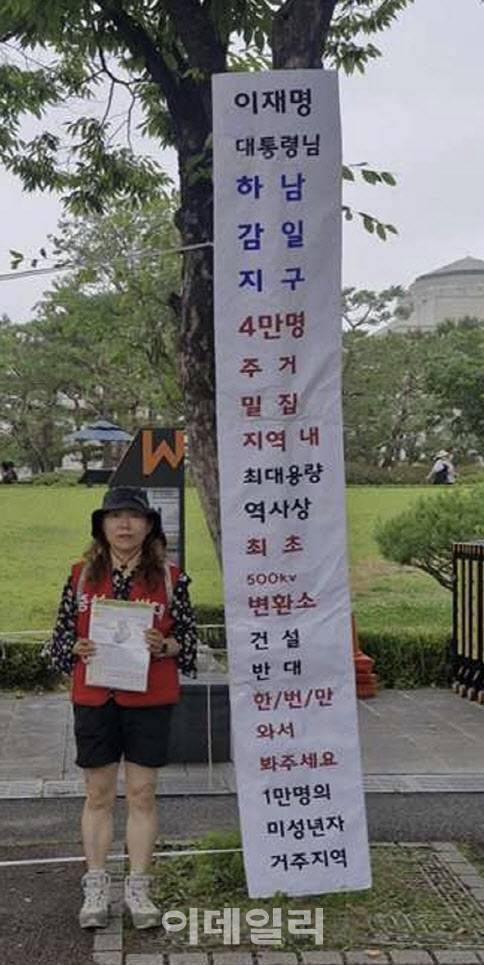 이재명
대통령님
하 남
감 일
지 구
4만명
주 거
밀 집
지역 내
최대용량
역사상
최 초
500kv
변환소
건 설
반 대
한/번/만
와서
봐주세요
1만명의
미성년자
거주지역
W
이데일리